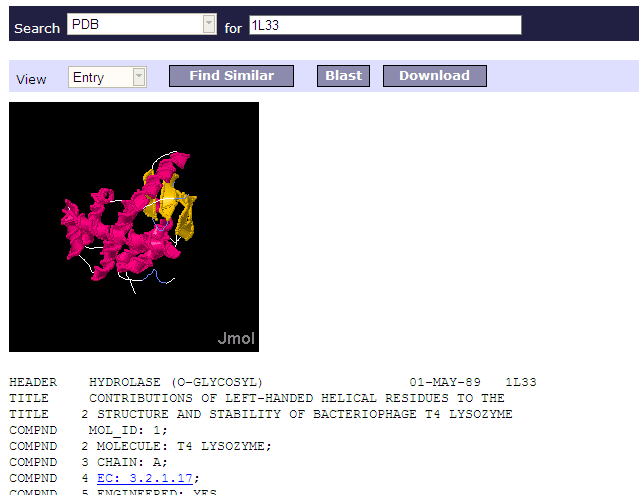 Search PDB for 1L33
View Entry Find Similar Blast Download
Jmol
HEADER    HYDROLASE (O-GLYCOSYL)                  01-MAY-89   1L33
TITLE     CONTRIBUTIONS OF LEFT-HANDED HELICAL RESIDUES TO THE
TITLE    2 STRUCTURE AND STABILITY OF BACTERIOPHAGE T4 LYSOZYME
COMPND    MOL_ID: 1;
COMPND   2 MOLECULE: T4 LYSOZYME;
COMPND   3 CHAIN: A;
COMPND   4 EC: 3.2.1.17;
COMPND   5 ENGINEERED: YES